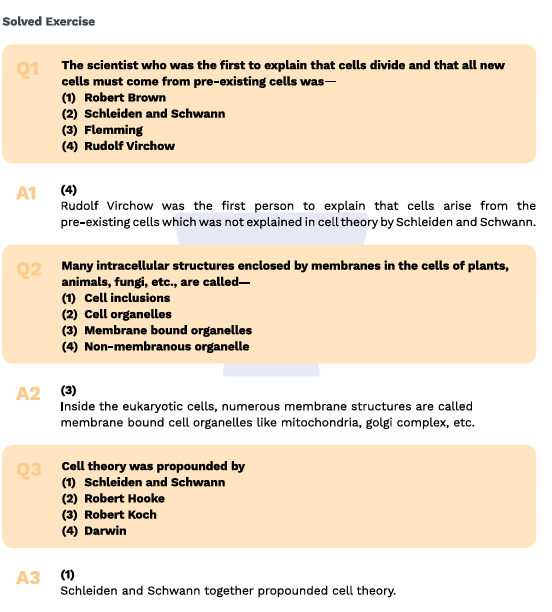 Solved Exercise
Q1
The scientist who was the first to explain that cells divide and that all new
cells must come from pre-existing cells was—
(1) Robert Brown
(2) Schleiden and Schwann
(3) Flemming
(4) Rudolf Virchow
A1
(4)
Rudolf Virchow was the first person to explain that cells arise from the
pre-existing cells which was not explained in cell theory by Schleiden and Schwann.
Q2
Many intracellular structures enclosed by membranes in the cells of plants,
animals, fungi, etc., are called—
(1) Cell inclusions
(2) Cell organelles
(3) Membrane bound organelles
(4) Non-membranous organelle
A2
(3)
Inside the eukaryotic cells, numerous membrane structures are called
membrane bound cell organelles like mitochondria, golgi complex, etc.
Q3
Cell theory was propounded by
(1) Schleiden and Schwann
(2) Robert Hooke
(3) Robert Koch
(4) Darwin
A3
(1)
Schleiden and Schwann together propounded cell theory.